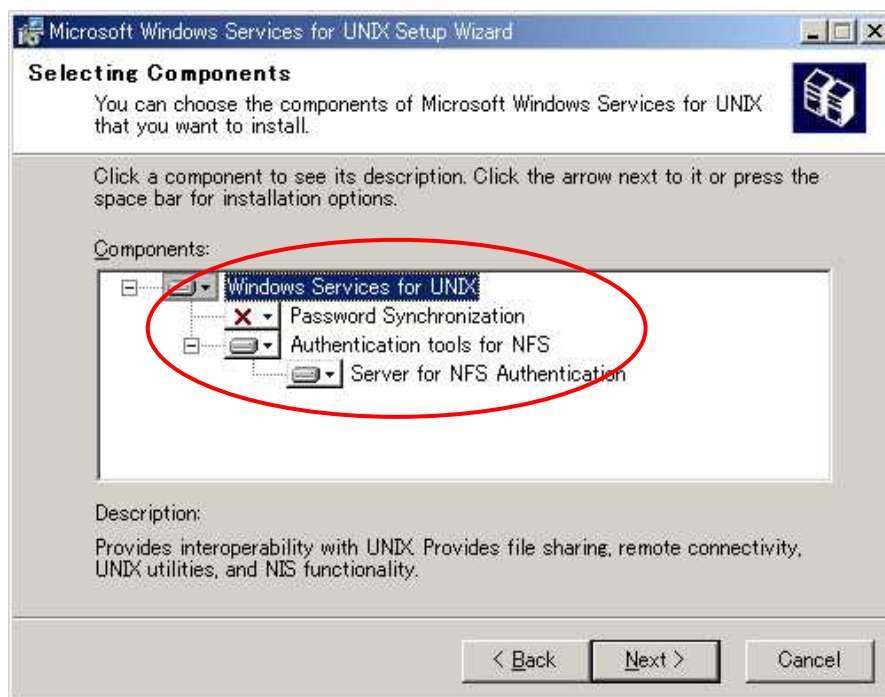 Microsoft Windows Services for UNIX Setup Wizard
Selecting Components
You can choose the components of Microsoft Windows Services for UNIX
that you want to install.
Click a component to see its description. Click the arrow next to it or press the
space bar for installation options.
Components:
Windows Services for UNIX
Password Synchronization
Authentication tools for NFS
Server for NFS Authentication
Description:
Provides interoperability with UNIX. Provides file sharing, remote connectivity,
UNIX utilities, and NIS functionality.
< Back
Next >
Cancel